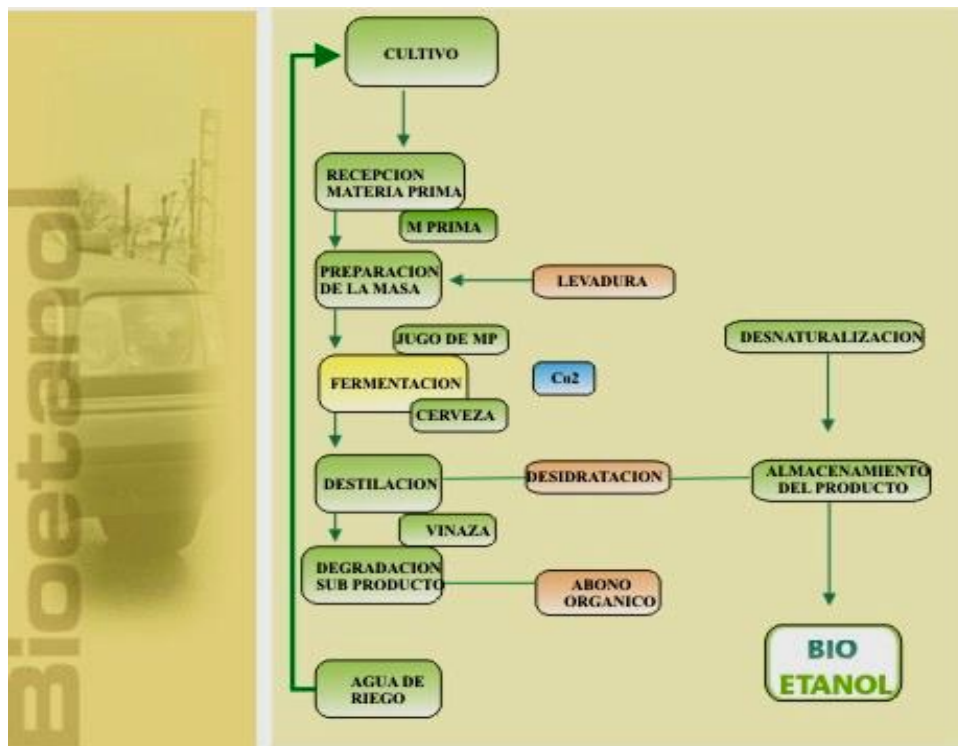 Bioetanol
CULTIVO
RECEPCION
MATERIA PRIMA
M PRIMA
PREPARACION
DE LA MASA
LEVADURA
JUGO DE MP
DESNATURALIZACION
FERMENTACION
Co2
CERVEZA
DESTILACION
DESIDRATACION
ALMACENAMIENTO
DEL PRODUCTO
VINAZA
DEGRADACION
SUB PRODUCTO
ABONO
ORGANICO
AGUA DE
RIEGO
BIO
ETANOL